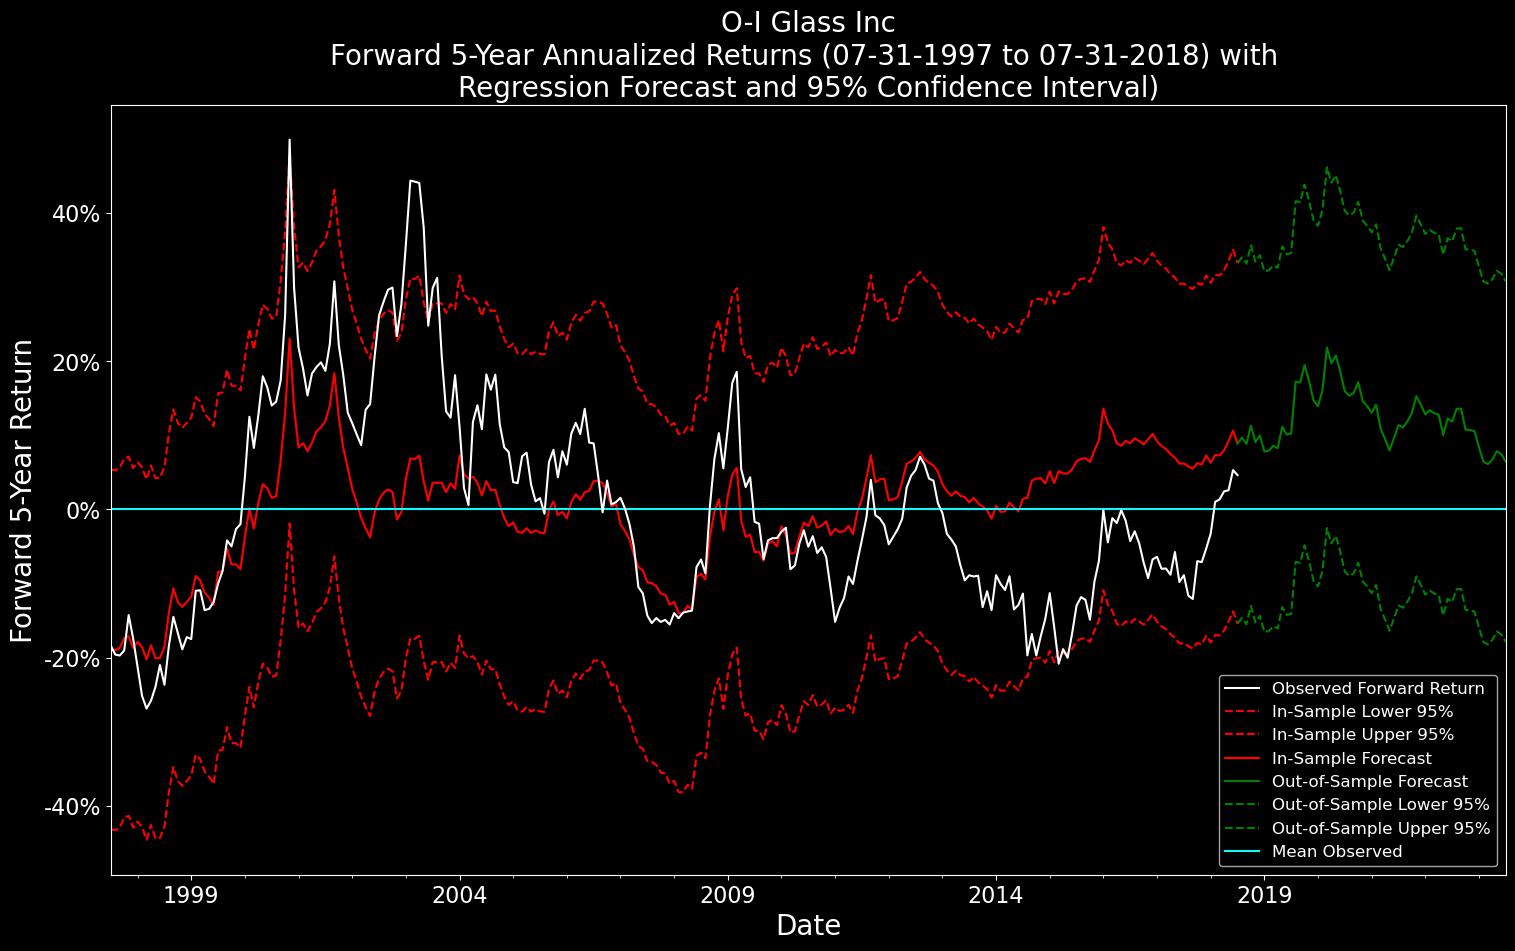 O-I Glass Inc
Forward 5-Year Annualized Returns (07-31-1997 to 07-31-2018) with
Regression Forecast and 95% Confidence Interval)
Forward 5-Year Return
40%
20%
0%
-20%
-40%
Observed Forward Return
In-Sample Lower 95%
In-Sample Upper 95%
In-Sample Forecast
Out-of-Sample Forecast
Out-of-Sample Lower 95%
Out-of-Sample Upper 95%
Mean Observed
1999
2004
2009
2014
2019
Date